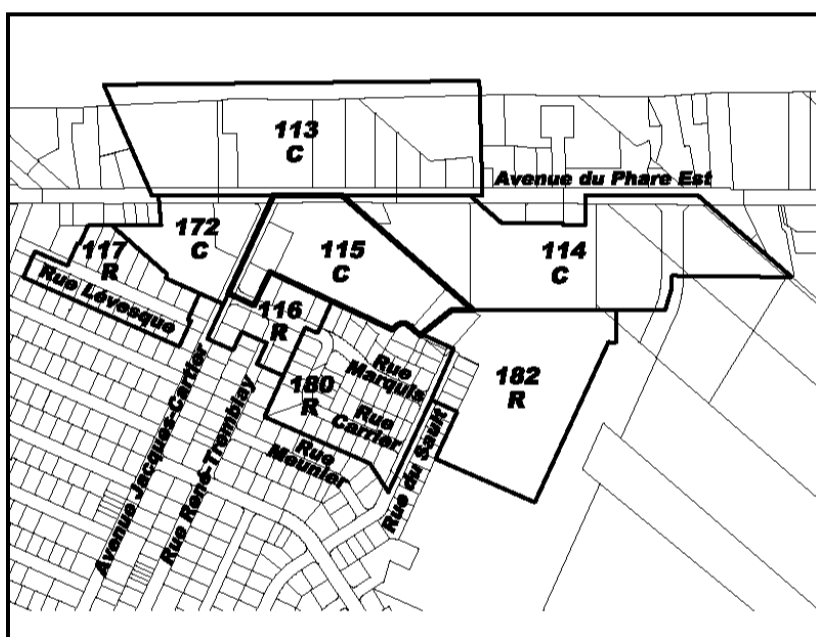 113
C
Avenue du Phare Est
172
C
117
R
115
C
114
C
Rue Lévesque
116
R
Rue
Marquis
180
R
182
R
Rue
Carrier
Rue
Meunier
Rue du Sault
Avenue Jacques-Cartier
Rue René-Tremblay